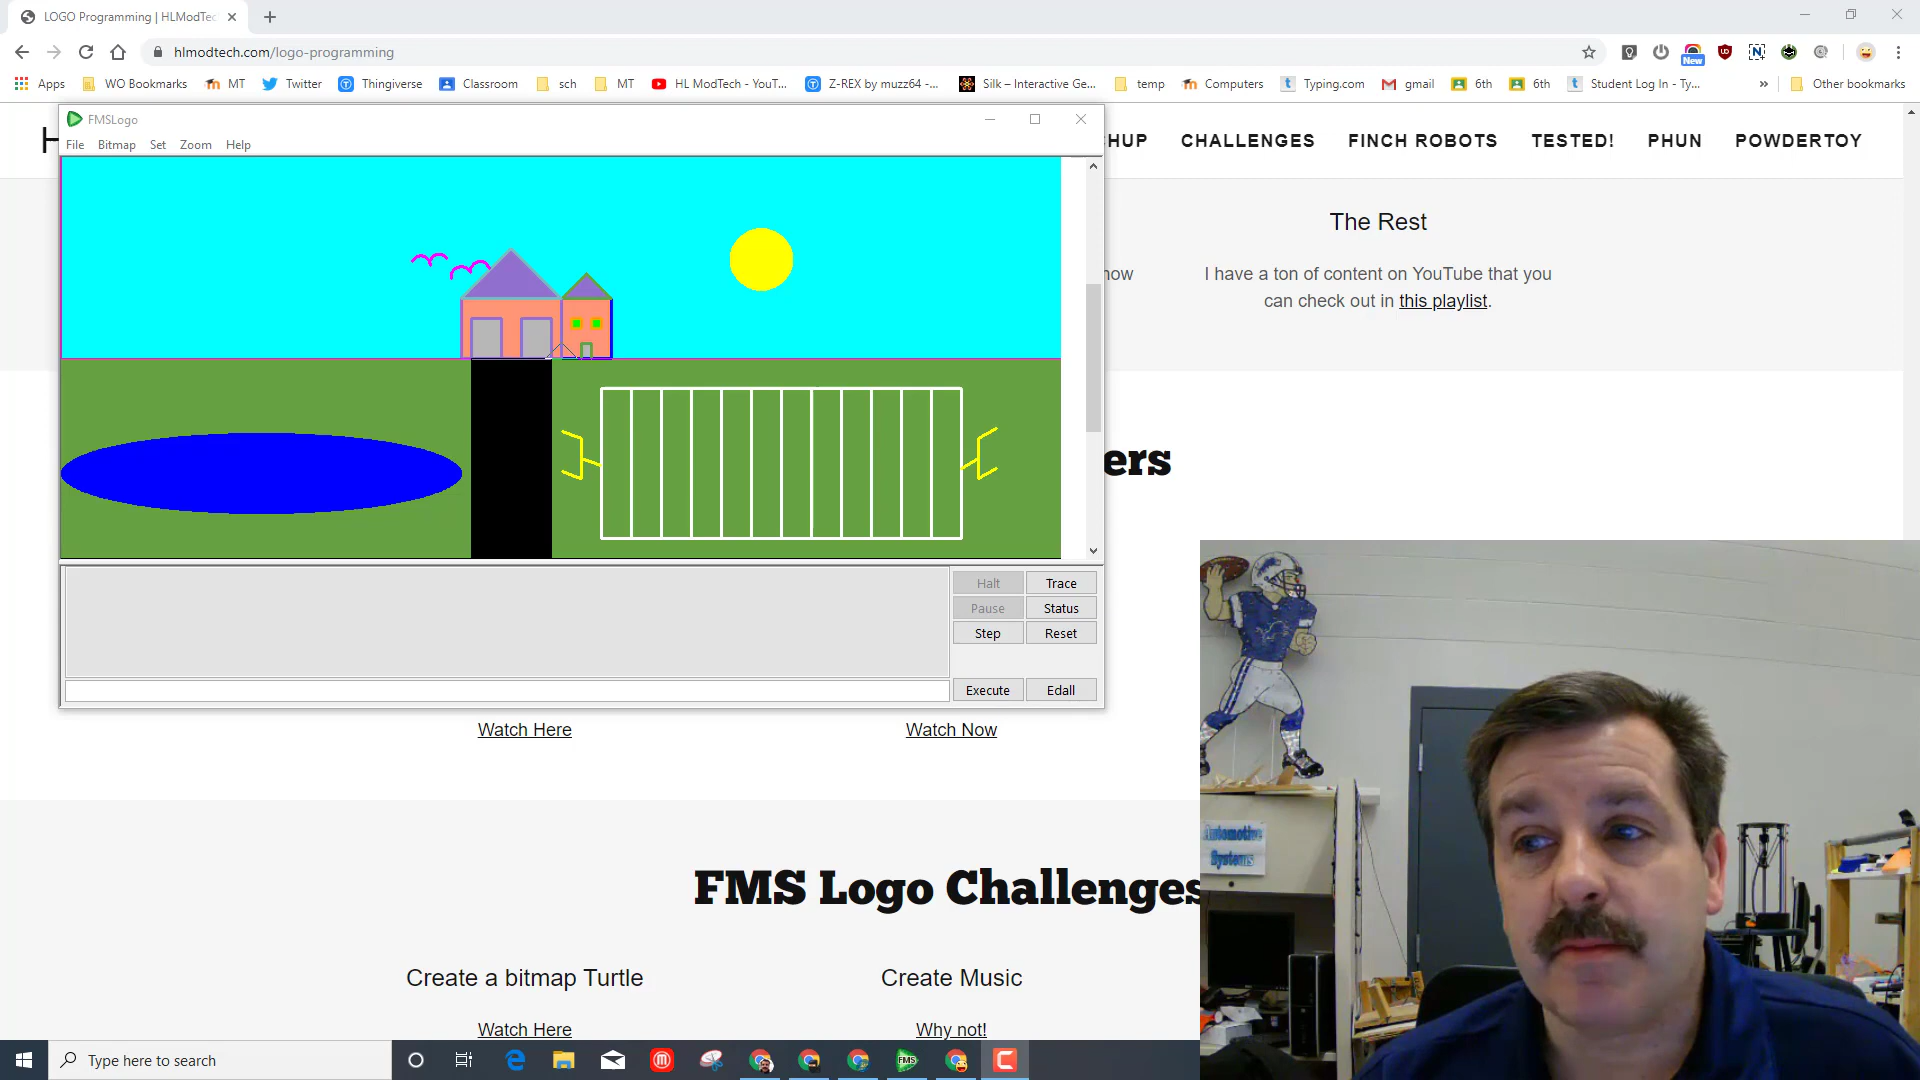 LOGO Programming | HLModTec
hlmodtech.com/logo-programming
New
Apps WO Bookmarks MT Twitter Thingiverse Classroom sch MT HL ModTech - YouT... Z-REX by muzz64 -... Silk – Interactive Ge... temp Computers Typing.com gmail 6th 6th Student Log In - Ty... » Other bookmarks
FMSLogo
File Bitmap Set Zoom Help
H
HUP CHALLENGES FINCH ROBOTS TESTED! PHUN POWDERTOY
The Rest
how
I have a ton of content on YouTube that you
can check out in this playlist.
ers
Halt Trace
Pause Status
Step Reset
Execute Edall
Watch Here
Watch Now
Automotive
Systems
FMS Logo Challenges
Create a bitmap Turtle
Create Music
Watch Here
Why not!
Type here to search
FMS